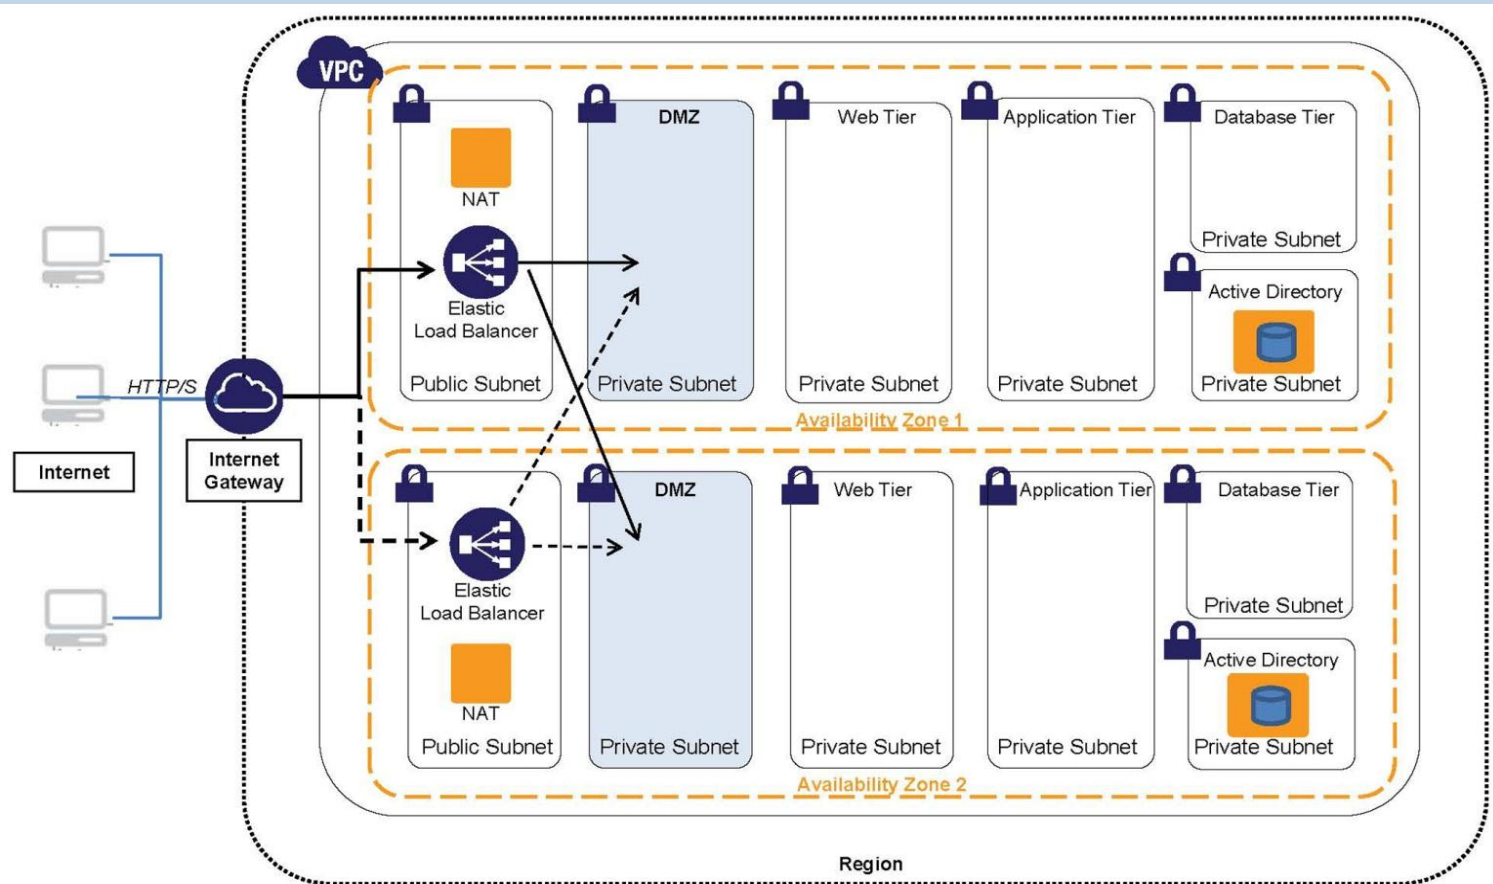 VPC
DMZ
Web Tier
Application Tier
Database Tier
NAT
Private Subnet
Elastic
Load Balancer
Active Directory
Public Subnet
Private Subnet
Private Subnet
Private Subnet
Private Subnet
Availability Zone 1
HTTP/S
Internet
Internet
Gateway
DMZ
Web Tier
Application Tier
Database Tier
Elastic
Load Balancer
Private Subnet
Active Directory
NAT
Public Subnet
Private Subnet
Private Subnet
Private Subnet
Private Subnet
Availability Zone 2
Region